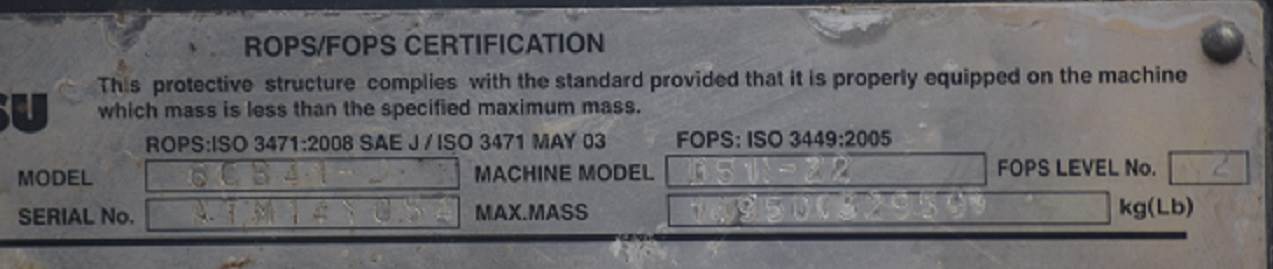 ROPS/FOPS CERTIFICATION
This protective structure complies with the standard provided that it is properly equipped on the machine
which mass is less than the specified maximum mass.
SU
ROPS:ISO 3471:2008 SAE J / ISO 3471 MAY 03 FOPS: ISO 3449:2005
MODEL MACHINE MODEL FOPS LEVEL No. 2
SERIAL No. MAX.MASS kg(Lb)